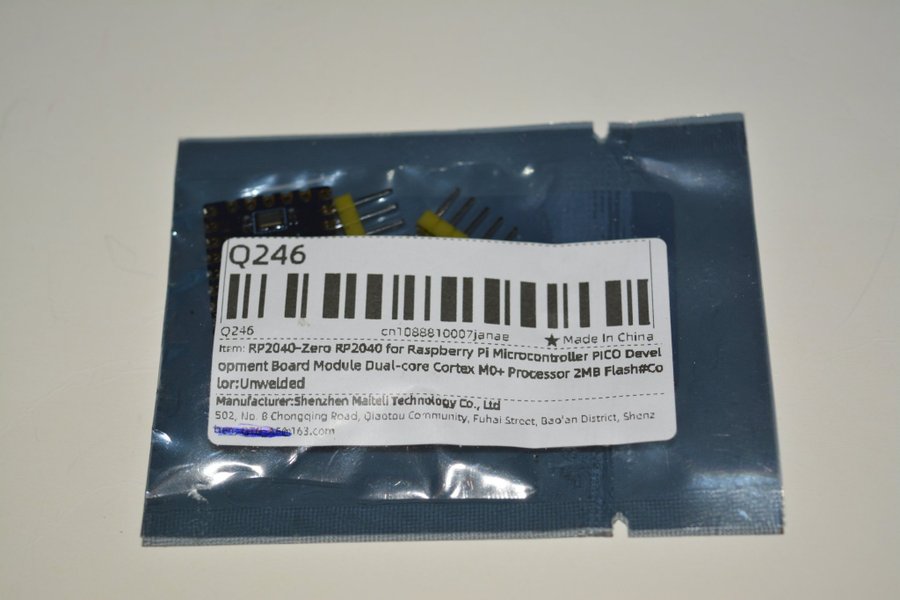 Q246
Q246 cn1088810007janae ★ Made In China
Item: RP2040-Zero RP2040 for Raspberry Pi Microcontroller PICO Devel
opment Board Module Dual-core Cortex M0+ Processor 2MB Flash#Co
lor:Unwelded
Manufacturer:Shenzhen Maiteli Technology Co., Ltd
502, No. 8 Chongqing Road, Qiaotou Community, Fuhai Street, Bao'an District, Shenz
@163.com